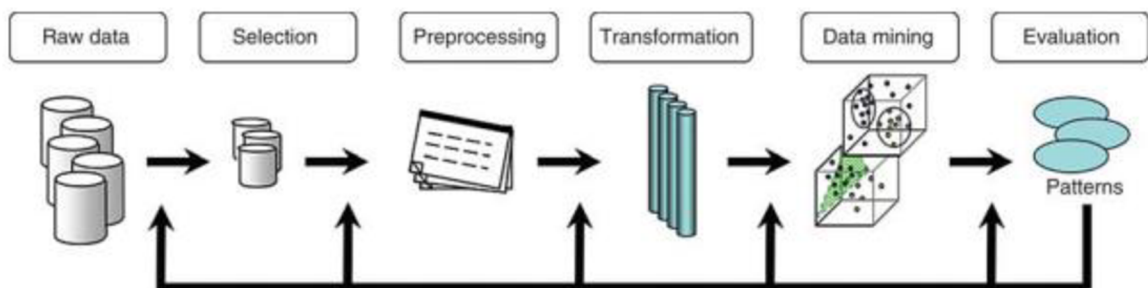 Raw data
Selection
Preprocessing
Transformation
Data mining
Evaluation
Patterns